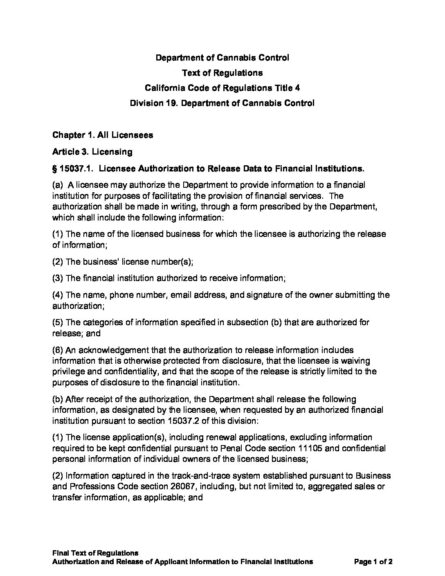 Department of Cannabis Control
Text of Regulations
California Code of Regulations Title 4
Division 19. Department of Cannabis Control
Chapter 1. All Licensees
Article 3. Licensing
§ 15037.1. Licensee Authorization to Release Data to Financial Institutions.
(a) A licensee may authorize the Department to provide information to a financial
institution for purposes of facilitating the provision of financial services. The
authorization shall be made in writing, through a form prescribed by the Department,
which shall include the following information:
(1) The name of the licensed business for which the licensee is authorizing the release
of information;
(2) The business' license number(s);
(3) The financial institution authorized to receive information;
(4) The name, phone number, email address, and signature of the owner submitting the
authorization;
(5) The categories of information specified in subsection (b) that are authorized for
release; and
(6) An acknowledgement that the authorization to release information includes
information that is otherwise protected from disclosure, that the licensee is waiving
privilege and confidentiality, and that the scope of the release is strictly limited to the
purposes of disclosure to the financial institution.
(b) After receipt of the authorization, the Department shall release the following
information, as designated by the licensee, when requested by an authorized financial
institution pursuant to section 15037.2 of this division:
(1) The license application(s), including renewal applications, excluding information
required to be kept confidential pursuant to Penal Code section 11105 and confidential
personal information of individual owners of the licensed business;
(2) Information captured in the track-and-trace system established pursuant to Business
and Professions Code section 26067, including, but not limited to, aggregated sales or
transfer information, as applicable; and
Final Text of Regulations
Authorization and Release of Applicant Information to Financial Institutions Page 1 of 2